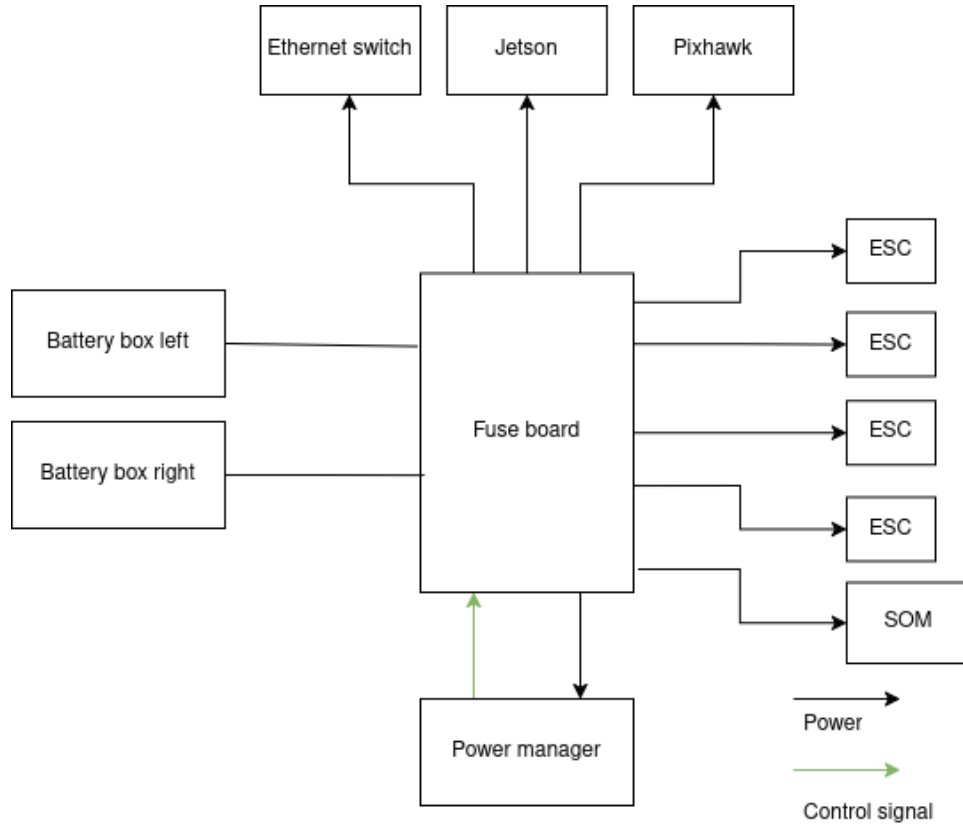 Ethernet switch
Jetson
Pixhawk
ESC
Battery box left
ESC
Fuse board
ESC
Battery box right
ESC
SOM
Power
Power manager
Control signal